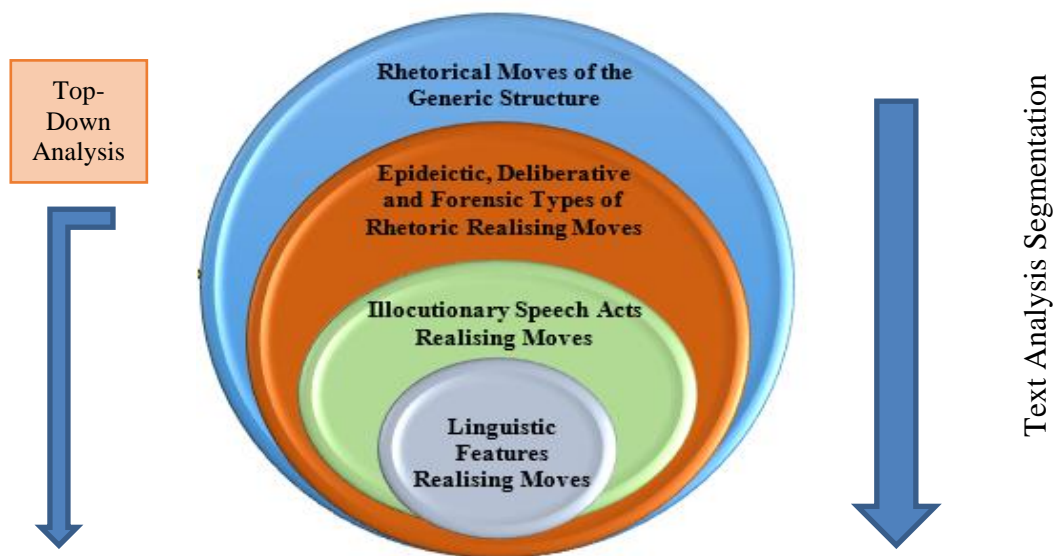 Top-
Down
Analysis
Rhetorical Moves of the
Generic Structure
Epideictic, Deliberative
and Forensic Types of
Rhetoric Realising Moves
Illocutionary Speech Acts
Realising Moves
Linguistic
Features
Realising Moves
Text Analysis Segmentation